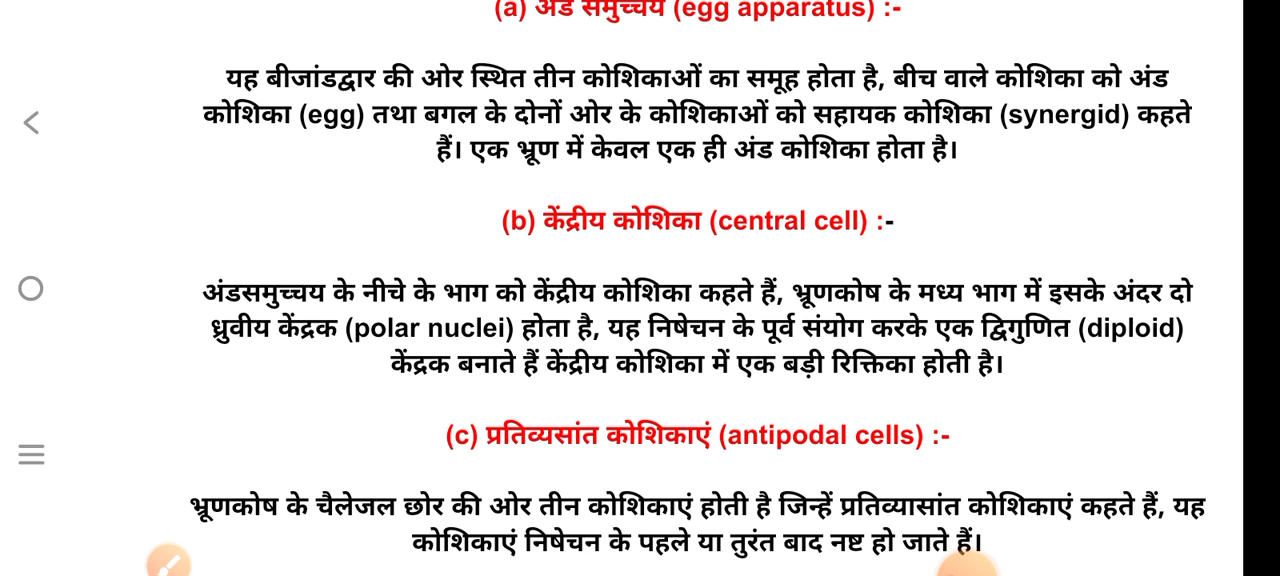 (a) अंड समुच्चय (egg apparatus) :-
यह बीजांडद्वार की ओर स्थित तीन कोशिकाओं का समूह होता है, बीच वाले कोशिका को अंड
कोशिका (egg) तथा बगल के दोनों ओर के कोशिकाओं को सहायक कोशिका (synergid) कहते
हैं। एक भ्रूण में केवल एक ही अंड कोशिका होता है।
(b) केंद्रीय कोशिका (central cell) :-
अंडसमुच्चय के नीचे के भाग को केंद्रीय कोशिका कहते हैं, भ्रूणकोष के मध्य भाग में इसके अंदर दो
ध्रुवीय केंद्रक (polar nuclei) होता है, यह निषेचन के पूर्व संयोग करके एक द्विगुणित (diploid)
केंद्रक बनाते हैं केंद्रीय कोशिका में एक बड़ी रिक्तिका होती है।
(c) प्रतिव्यसांत कोशिकाएं (antipodal cells) :-
भ्रूणकोष के चैलेजल छोर की ओर तीन कोशिकाएं होती है जिन्हें प्रतिव्यासांत कोशिकाएं कहते हैं, यह
कोशिकाएं निषेचन के पहले या तुरंत बाद नष्ट हो जाते हैं।